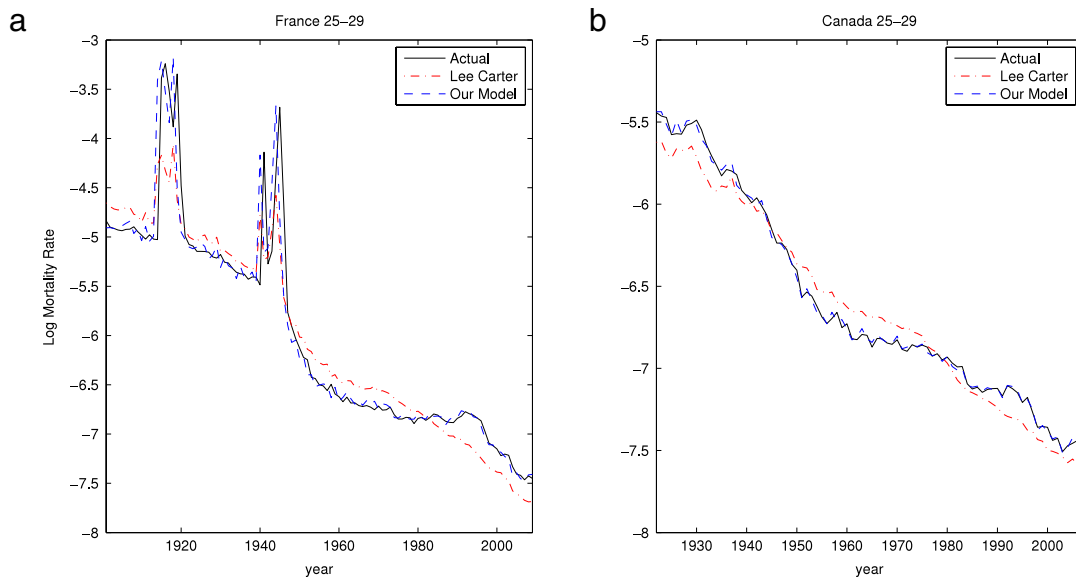 a
France 25–29
Actual
Lee Carter
Our Model
Log Mortality Rate
−3
−3.5
−4
−4.5
−5
−5.5
−6
−6.5
−7
−7.5
−8
1920
1940
1960
1980
2000
year
b
Canada 25–29
Actual
Lee Carter
Our Model
−5
−5.5
−6
−6.5
−7
−7.5
−8
1930
1940
1950
1960
1970
1980
1990
2000
year